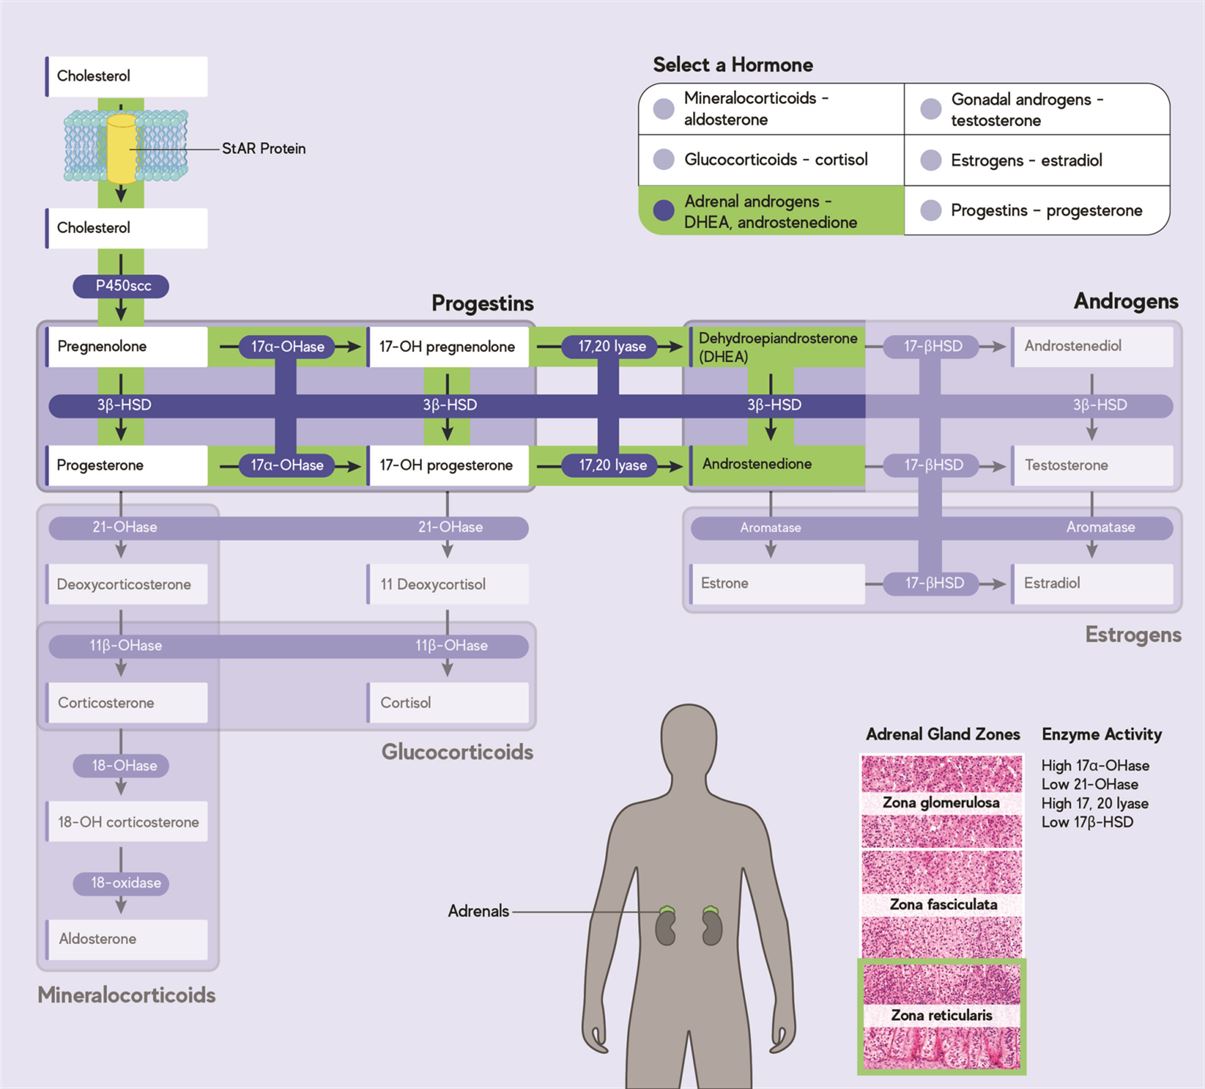 Cholesterol
StAR Protein
Cholesterol
P450scc
Select a Hormone
Mineralocorticoids -
aldosterone
Gonadal androgens -
testosterone
Glucocorticoids - cortisol
Estrogens - estradiol
Adrenal androgens -
DHEA, androstenedione
Progestins - progesterone
Progestins
Androgens
Pregnenolone
17α-OHase
17-OH pregnenolone
17,20 lyase
Dehydroepiandrosterone
(DHEA)
17-βHSD
Androstenediol
3β-HSD
3β-HSD
3β-HSD
3β-HSD
Progesterone
17α-OHase
17-OH progesterone
17,20 lyase
Androstenedione
17-βHSD
Testosterone
21-OHase
21-OHase
Aromatase
Aromatase
Deoxycorticosterone
11 Deoxycortisol
Estrone
17-βHSD
Estradiol
Estrogens
11β-OHase
11β-OHase
Corticosterone
Cortisol
Glucocorticoids
18-OHase
18-OH corticosterone
18-oxidase
Aldosterone
Mineralocorticoids
Adrenals
Adrenal Gland Zones
Zona glomerulosa
Zona fasciculata
Zona reticularis
Enzyme Activity
High 17α-OHase
Low 21-OHase
High 17, 20 lyase
Low 17β-HSD